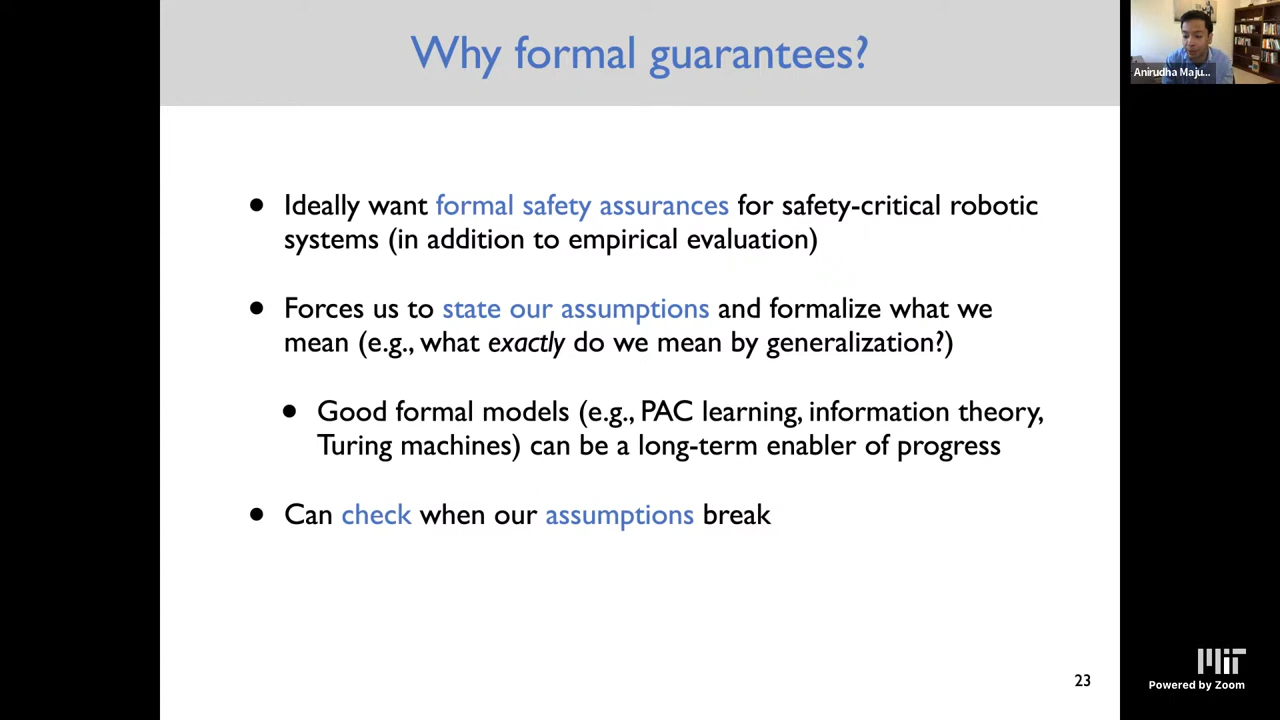 Why formal guarantees?
Anirudha Maju...
• Ideally want formal safety assurances for safety-critical robotic
systems (in addition to empirical evaluation)
• Forces us to state our assumptions and formalize what we
mean (e.g., what exactly do we mean by generalization?)
• Good formal models (e.g., PAC learning, information theory,
Turing machines) can be a long-term enabler of progress
• Can check when our assumptions break
23
MIT
Powered by Zoom